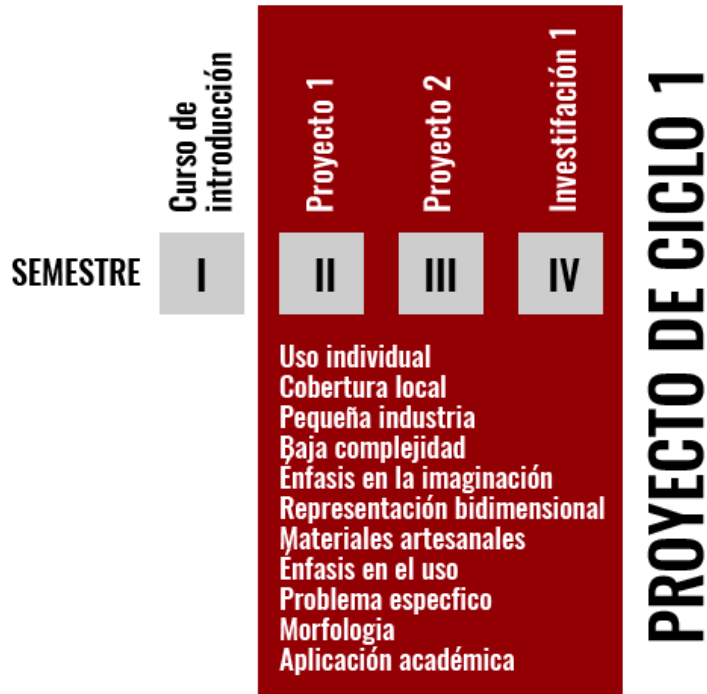 Curso de
introducción
Proyecto 1
Proyecto 2
Investifación 1
SEMESTRE
I
II
III
IV
Uso individual
Cobertura local
Pequeña industria
Baja complejidad
Énfasis en la imaginación
Representación bidimensional
Materiales artesanales
Énfasis en el uso
Problema especfico
Morfologia
Aplicación académica
PROYECTO DE CICLO 1